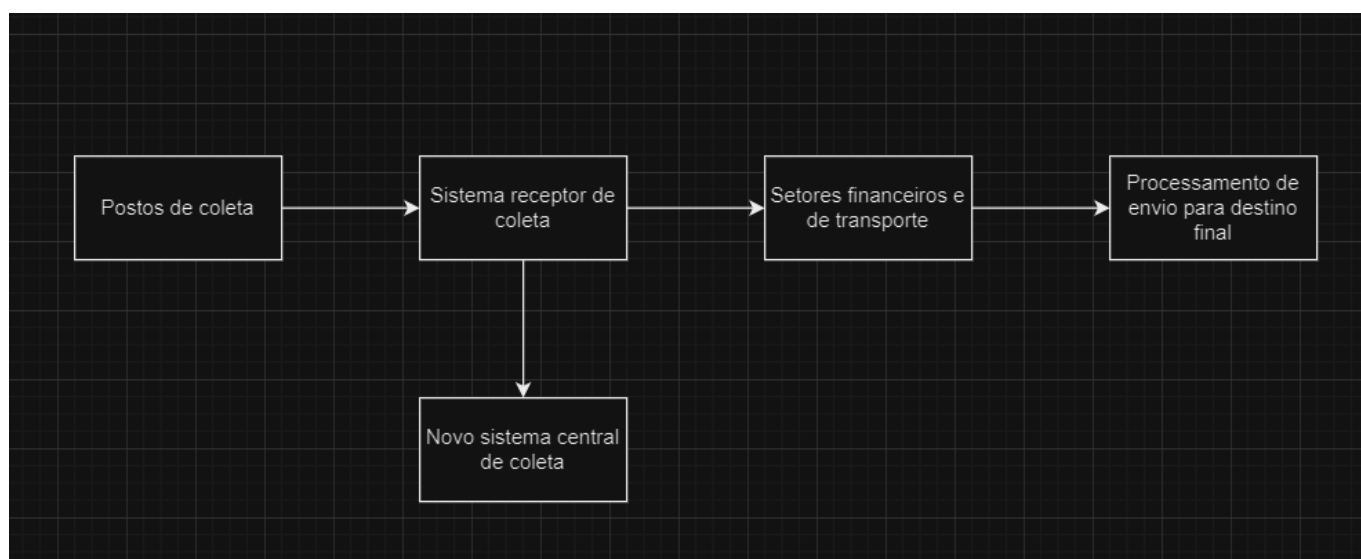 Postos de coleta
Sistema receptor de
coleta
Setores financeiros e
de transporte
Processamento de
envio para destino
final
Novo sistema central
de coleta